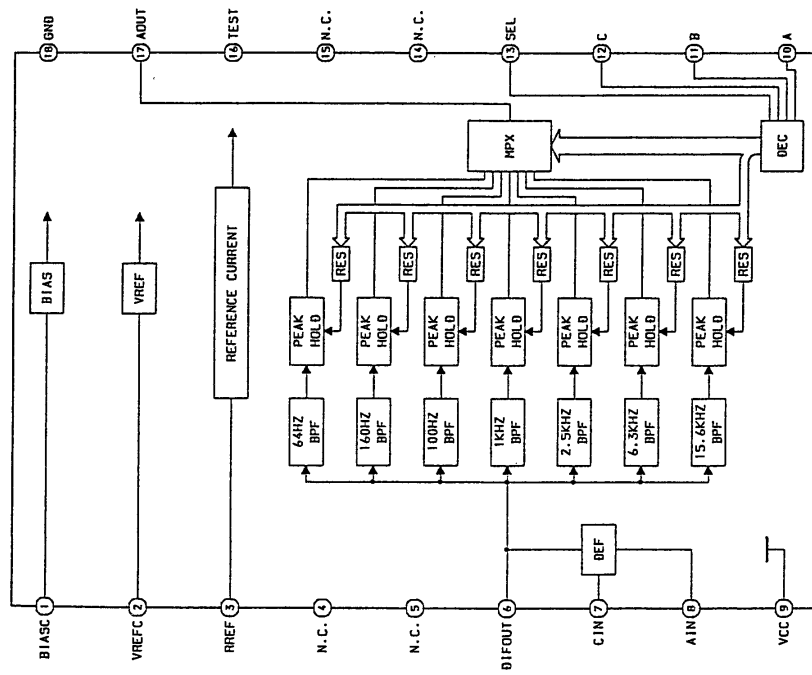 BIASC 1 BIAS 18 GND
VREFC 2 VREF 17 AOUT
RREF 3 REFERENCE CURRENT 16 TEST
N.C. 4 15 N.C.
N.C. 5 14 N.C.
DIFOUT 6 13 SEL
CIN 7 12 C
AIN 8 11 B
VCC 9 10 A
DEF
64HZ
BPF
PEAK
HOLD
RES
160HZ
BPF
PEAK
HOLD
RES
100HZ
BPF
PEAK
HOLD
RES
1KHZ
BPF
PEAK
HOLD
RES
2.5KHZ
BPF
PEAK
HOLD
RES
6.3KHZ
BPF
PEAK
HOLD
RES
15.6KHZ
BPF
PEAK
HOLD
RES
MPX
DEC